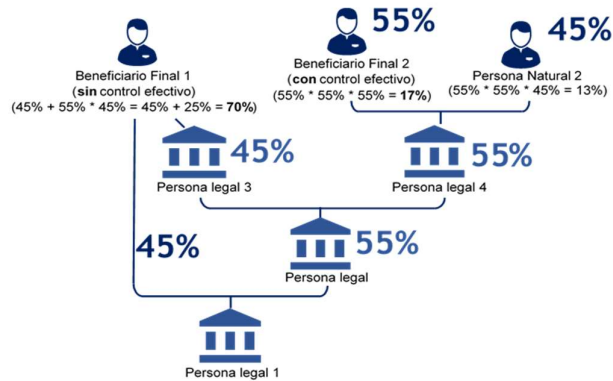 55%
45%
Beneficiario Final 1
(sin control efectivo)
(45% + 55% * 45% = 45% + 25% = 70%)
Beneficiario Final 2
(con control efectivo)
(55% * 55% * 55% = 17%)
Persona Natural 2
(55% * 55% * 45% = 13%)
45%
Persona legal 3
55%
Persona legal 4
45%
55%
Persona legal
Persona legal 1